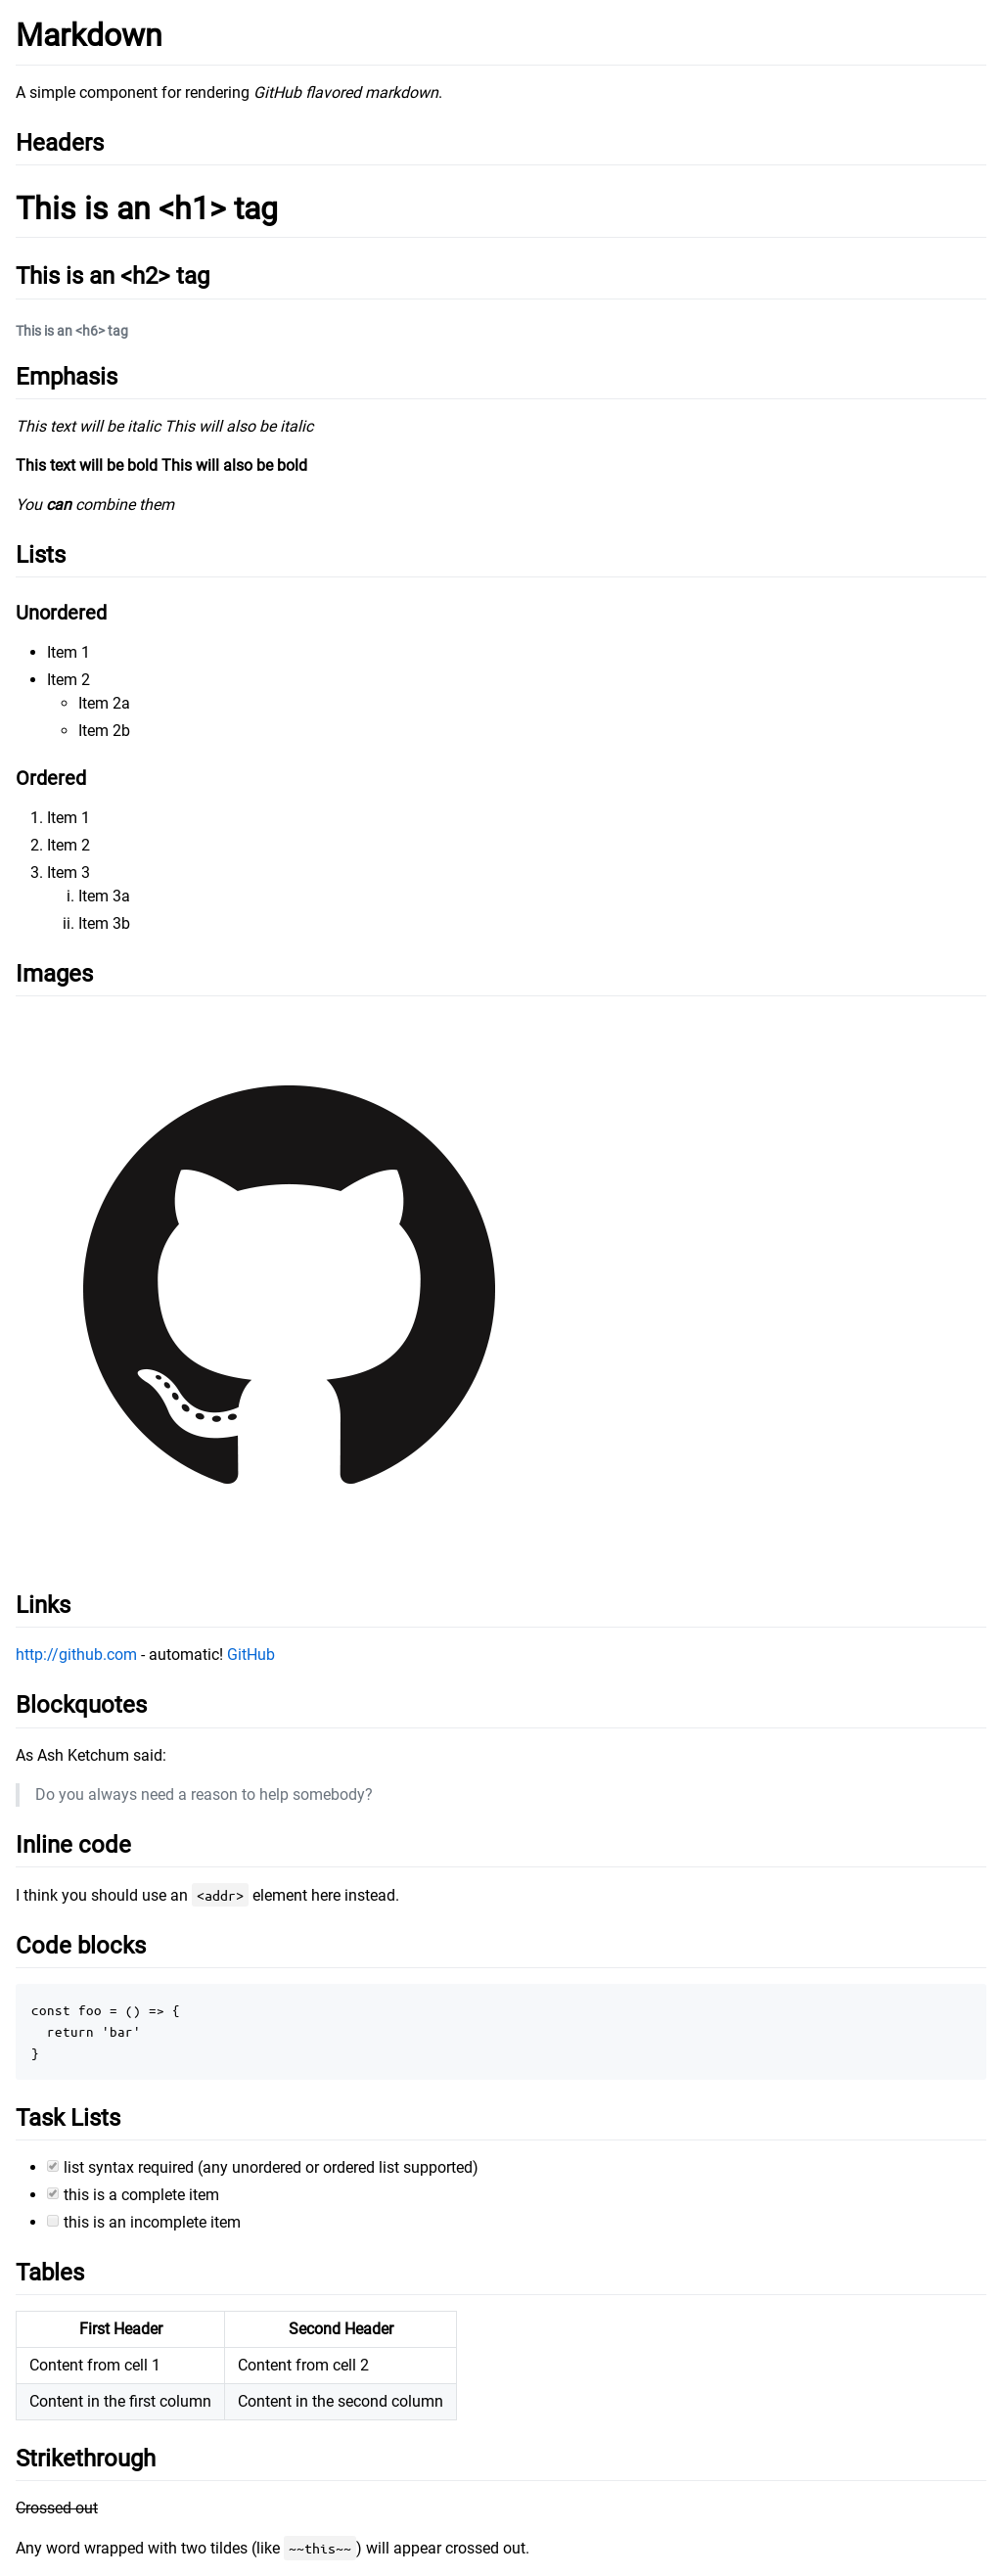 Markdown
A simple component for rendering GitHub flavored markdown.
Headers
This is an <h1> tag
This is an <h2> tag
This is an <h6> tag
Emphasis
This text will be italic This will also be italic
This text will be bold This will also be bold
You can combine them
Lists
Unordered
• Item 1
• Item 2
◦ Item 2a
◦ Item 2b
Ordered
1. Item 1
2. Item 2
3. Item 3
i. Item 3a
ii. Item 3b
Images
Links
http://github.com - automatic! GitHub
Blockquotes
As Ash Ketchum said:
Do you always need a reason to help somebody?
Inline code
I think you should use an <addr> element here instead.
Code blocks
const foo = () => {
  return 'bar'
}
Task Lists
• list syntax required (any unordered or ordered list supported)
• this is a complete item
• this is an incomplete item
Tables
First Header Second Header
Content from cell 1 Content from cell 2
Content in the first column Content in the second column
Strikethrough
Crossed out
Any word wrapped with two tildes (like ~~this~~) will appear crossed out.